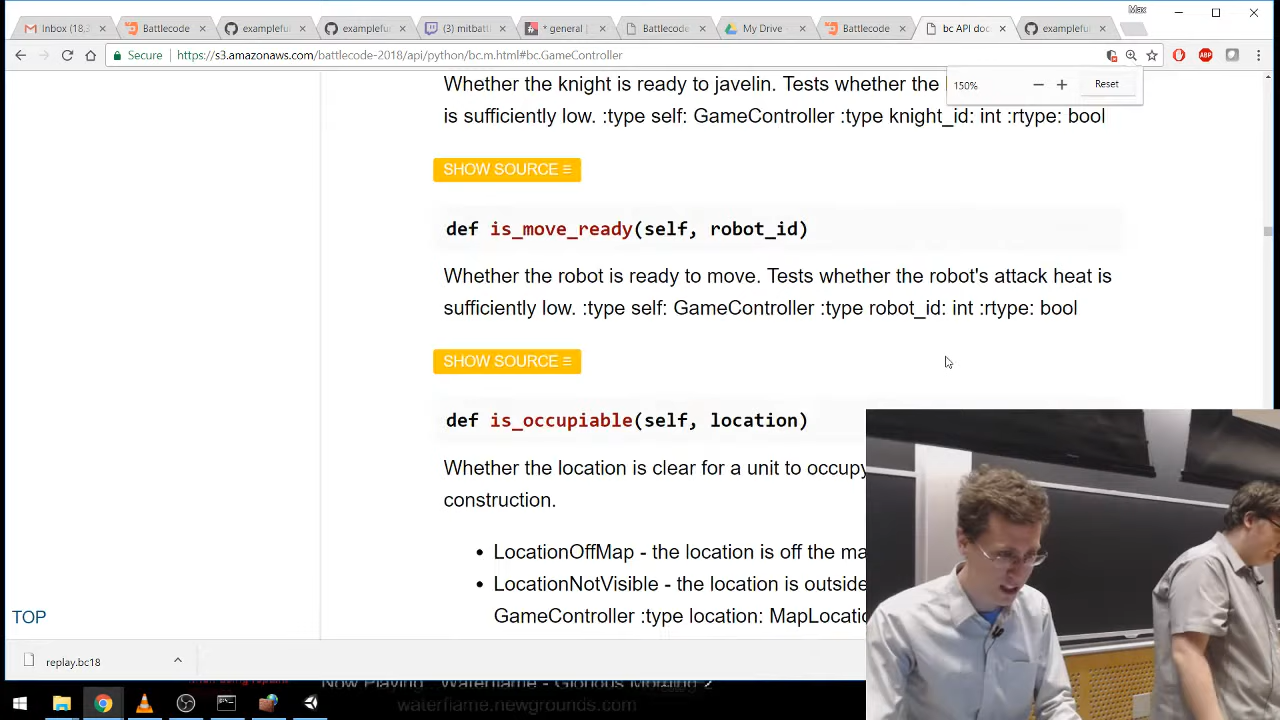 Max
Inbox (18,3
Battlecode
examplefu
examplefu
(3) mitbattl
* general |
Battlecode
My Drive
Battlecode
bc API doc
examplefu
Secure
https://s3.amazonaws.com/battlecode-2018/api/python/bc.m.html#bc.GameController
150%
Reset
Whether the knight is ready to javelin. Tests whether the
is sufficiently low. :type self: GameController :type knight_id: int :rtype: bool
SHOW SOURCE ≡
def is_move_ready(self, robot_id)
Whether the robot is ready to move. Tests whether the robot's attack heat is
sufficiently low. :type self: GameController :type robot_id: int :rtype: bool
SHOW SOURCE ≡
def is_occupiable(self, location)
Whether the location is clear for a unit to occupy
construction.
• LocationOffMap - the location is off the ma
• LocationNotVisible - the location is outside
GameController :type location: MapLocatio
TOP
replay.bc18
Now Playing Waterflame - Glorious Morning 2
waterflame.newgrounds.com